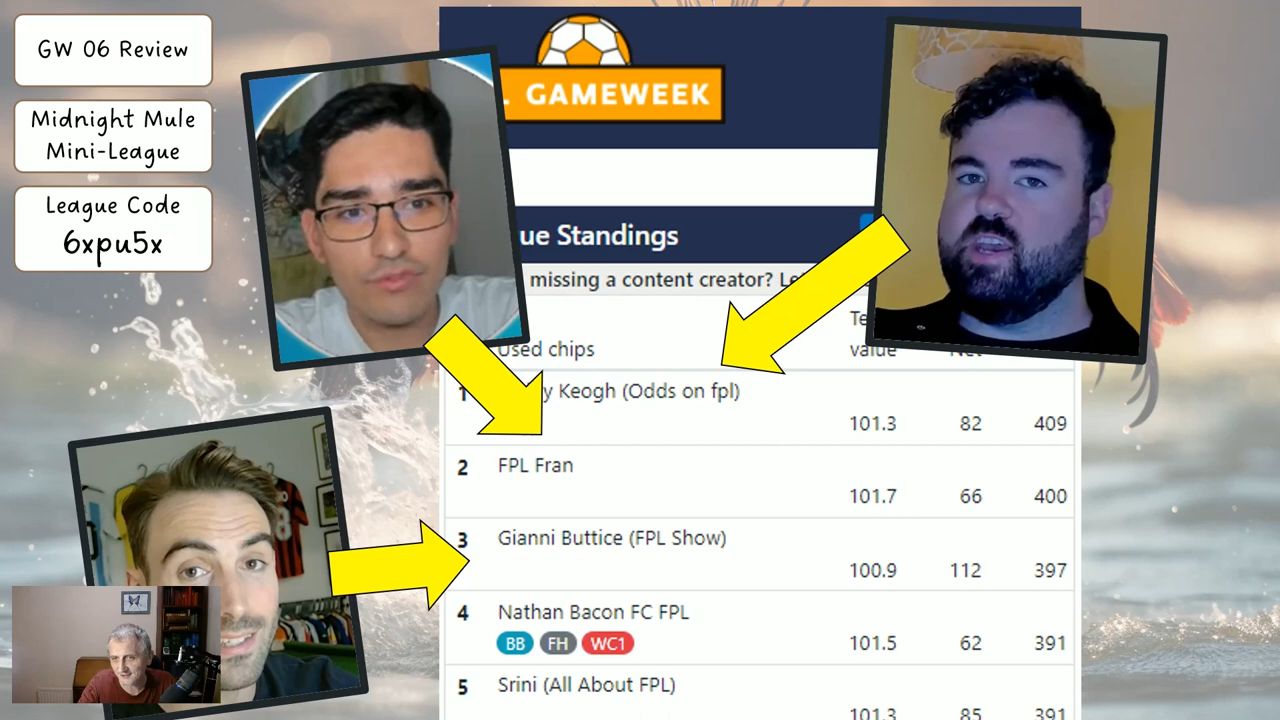 GW 06 Review
Midnight Mule
Mini-League
League Code
6xpu5x
GAMEWEEK
Standings
missing a content creator?
Used chips
value
1 Keogh (Odds on fpl)
101.3 82 409
2 FPL Fran
101.7 66 400
3 Gianni Buttice (FPL Show)
100.9 112 397
4 Nathan Bacon FC FPL
BB FH WC1 101.5 62 391
5 Srini (All About FPL)
101.3 85 391